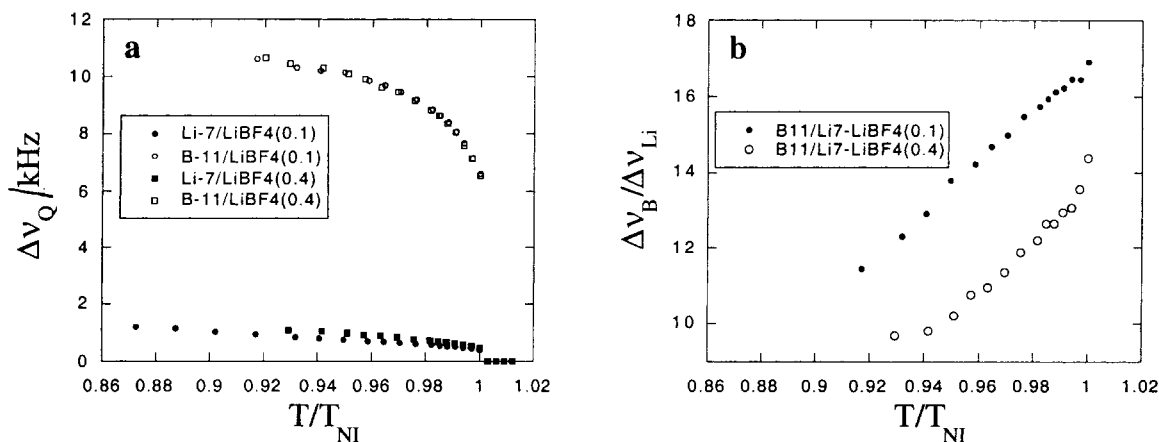 a
12
10
8
6
4
2
0
Δν_Q /kHz
Li-7/LiBF4(0.1)
B-11/LiBF4(0.1)
Li-7/LiBF4(0.4)
B-11/LiBF4(0.4)
0.86 0.88 0.9 0.92 0.94 0.96 0.98 1 1.02
T/T_NI
b
18
16
14
12
10
Δν_B/Δν_Li
B11/Li7-LiBF4(0.1)
B11/Li7-LiBF4(0.4)
0.86 0.88 0.9 0.92 0.94 0.96 0.98 1 1.02
T/T_NI